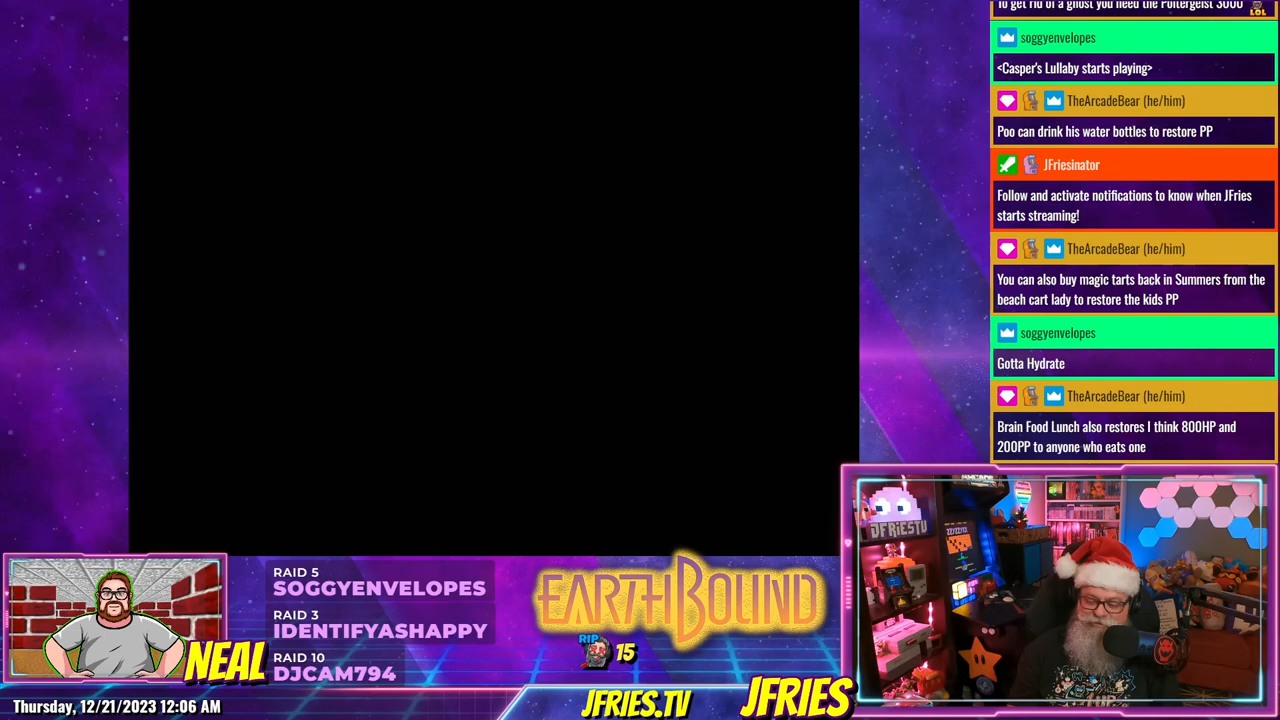 To get rid of a ghost you need the Poltergeist 3000
LOL
soggyenvelopes
<Casper's Lullaby starts playing>
TheArcadeBear (he/him)
Poo can drink his water bottles to restore PP
JFriesinator
Follow and activate notifications to know when JFries
starts streaming!
TheArcadeBear (he/him)
You can also buy magic tarts back in Summers from the
beach cart lady to restore the kids PP
soggyenvelopes
Gotta Hydrate
TheArcadeBear (he/him)
Brain Food Lunch also restores I think 800HP and
200PP to anyone who eats one
JFRIESTV
NEAL
RAID 5
SOGGYENVELOPES
RAID 3
IDENTIFYASHAPPY
RAID 10
DJCAM794
EARTHBOUND
RIP
15
JFRIES.TV
JFRIES
Thursday, 12/21/2023 12:06 AM